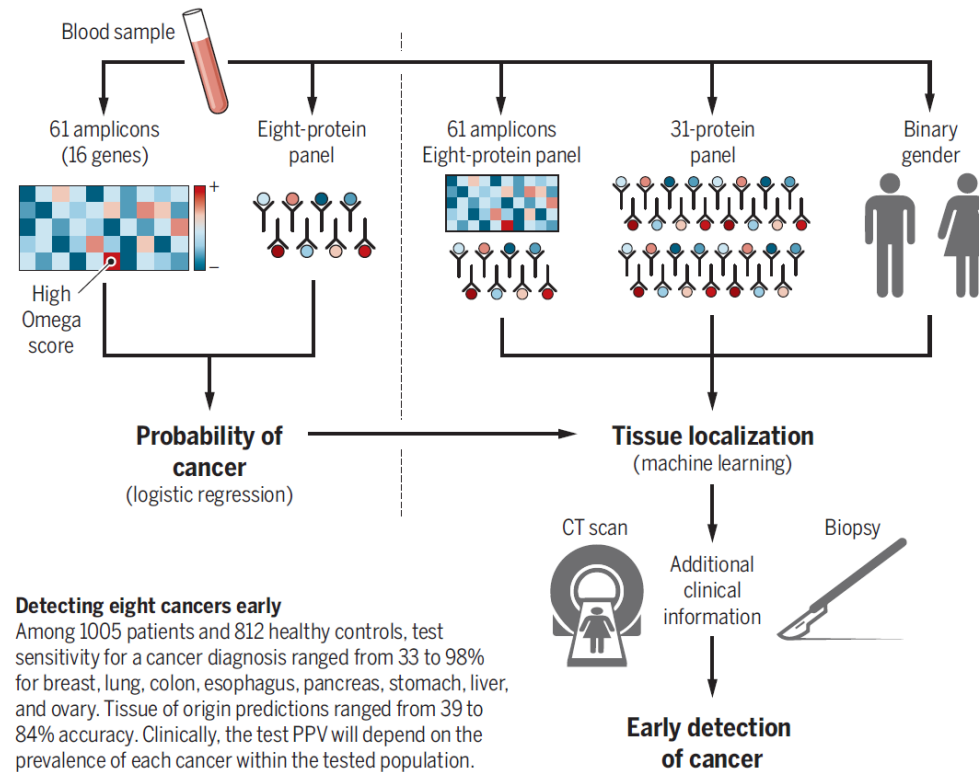 Blood sample
61 amplicons
(16 genes)
+
−
High
Omega
score
Eight-protein
panel
Probability of
cancer
(logistic regression)
61 amplicons
Eight-protein panel
31-protein
panel
Binary
gender
Tissue localization
(machine learning)
CT scan
Additional
clinical
information
Biopsy
Early detection
of cancer
Detecting eight cancers early
Among 1005 patients and 812 healthy controls, test
sensitivity for a cancer diagnosis ranged from 33 to 98%
for breast, lung, colon, esophagus, pancreas, stomach, liver,
and ovary. Tissue of origin predictions ranged from 39 to
84% accuracy. Clinically, the test PPV will depend on the
prevalence of each cancer within the tested population.